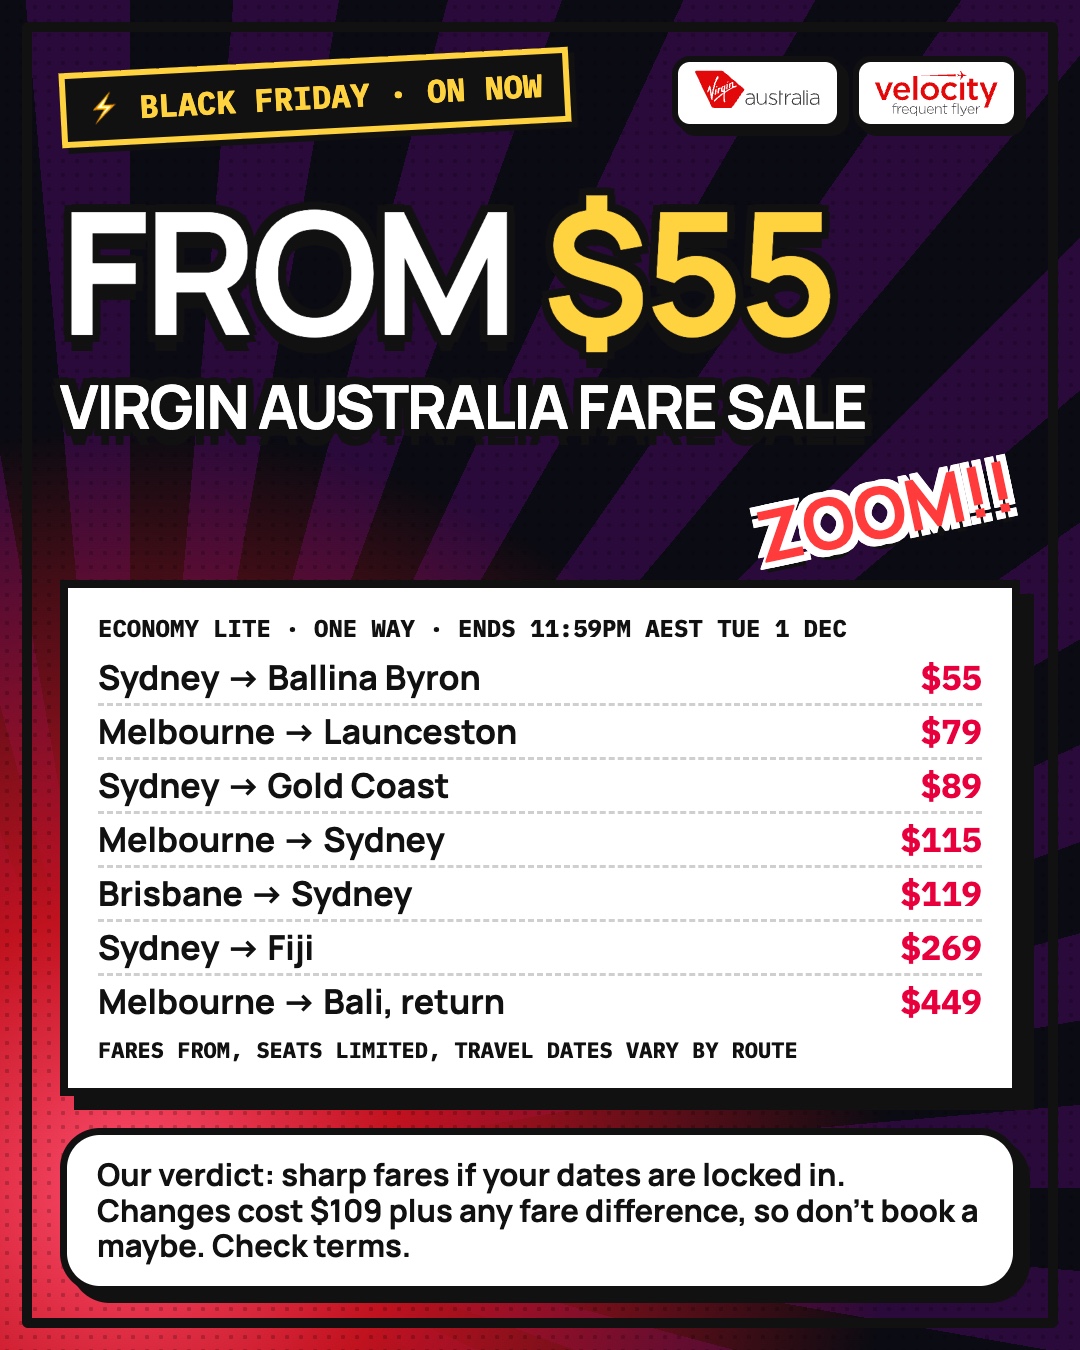 ⚡ BLACK FRIDAY · ON NOW
Virgin australia
velocity
frequent flyer
FROM $55
VIRGIN AUSTRALIA FARE SALE
ZOOM!!
ECONOMY LITE · ONE WAY · ENDS 11:59PM AEST TUE 1 DEC
Sydney → Ballina Byron $55
Melbourne → Launceston $79
Sydney → Gold Coast $89
Melbourne → Sydney $115
Brisbane → Sydney $119
Sydney → Fiji $269
Melbourne → Bali, return $449
FARES FROM, SEATS LIMITED, TRAVEL DATES VARY BY ROUTE
Our verdict: sharp fares if your dates are locked in.
Changes cost $109 plus any fare difference, so don’t book a
maybe. Check terms.